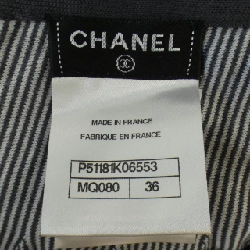 CHANEL
MADE IN FRANCE
FABRIQUE EN FRANCE
P51181K06553
MQ080 36